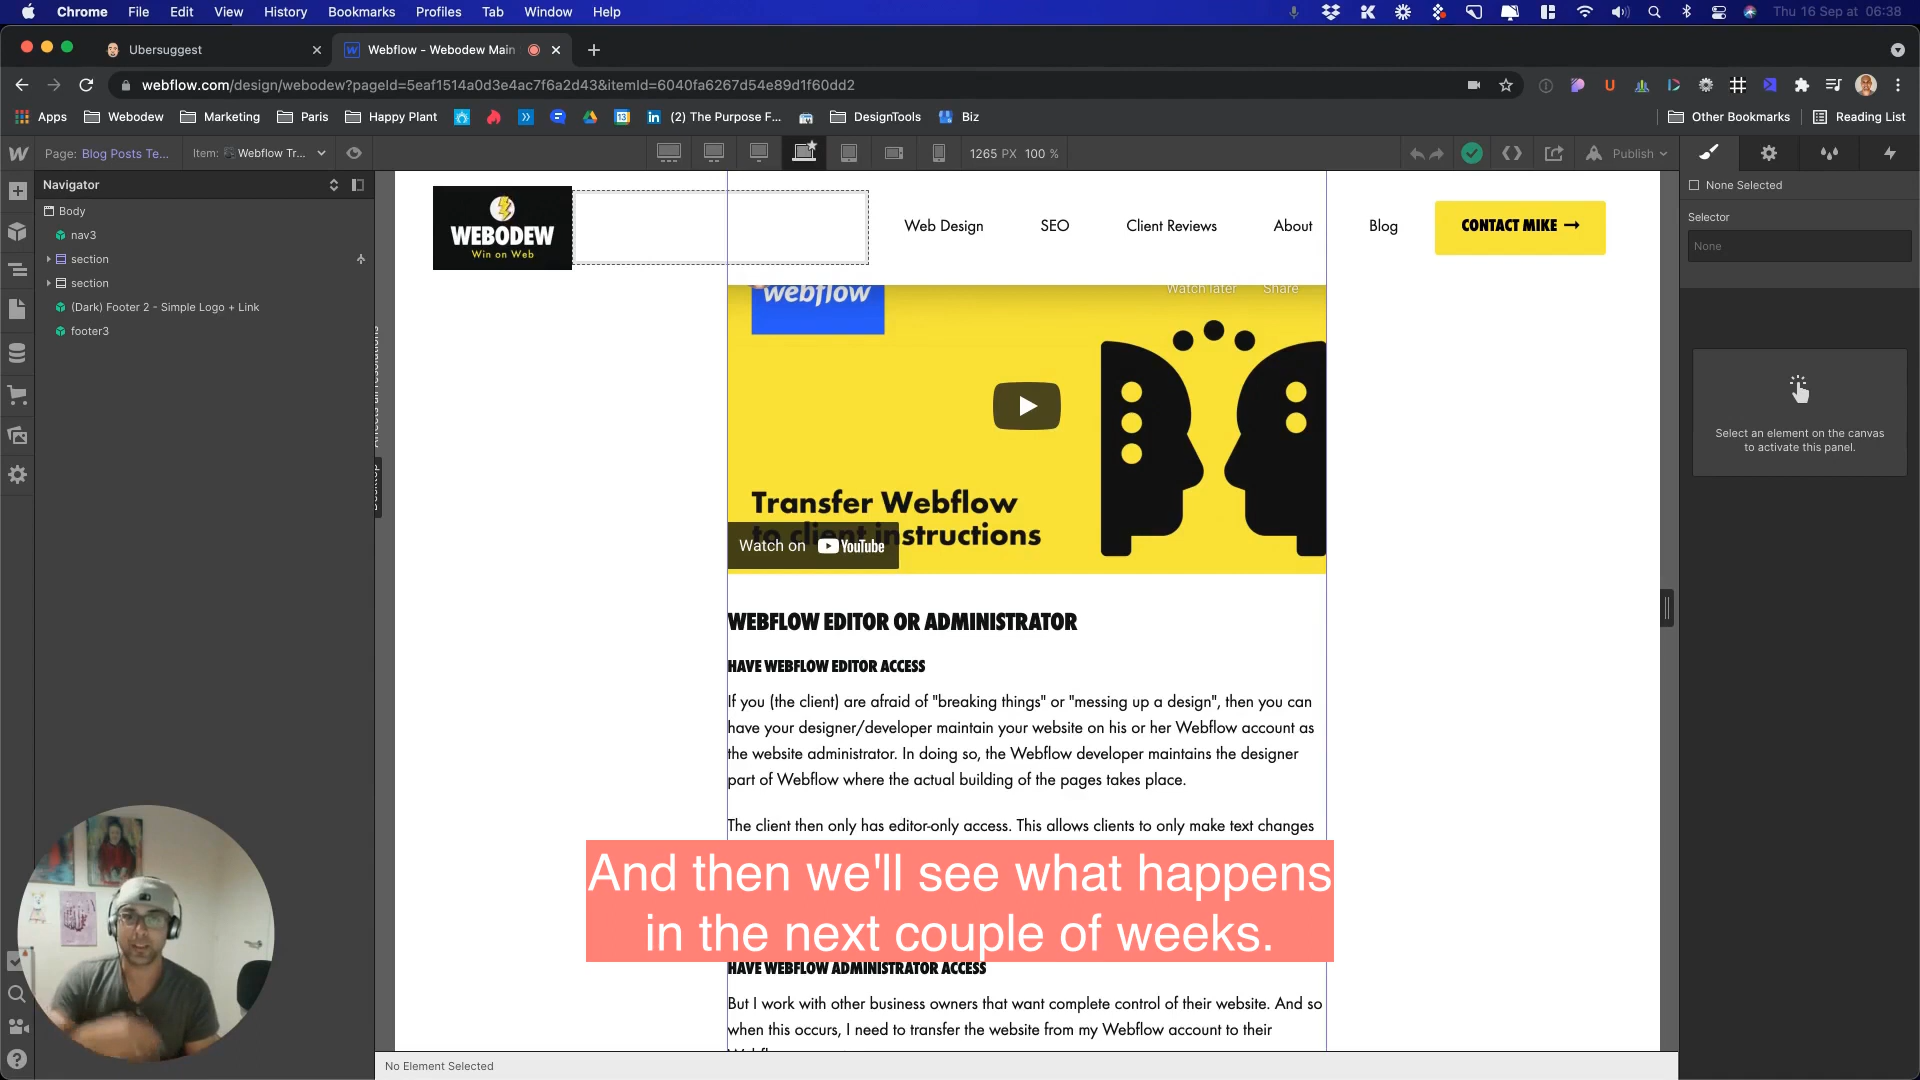 Chrome File Edit View History Bookmarks Profiles Tab Window Help Thu 16 Sep at 06:38
Ubersuggest Webflow - Webodew Main
webflow.com/design/webodew?pageId=5eaf1514a0d3e4ac7f6a2d43&itemId=6040fa6267d54e89d1f60dd2
Apps Webodew Marketing Paris Happy Plant (2) The Purpose F... DesignTools Biz Other Bookmarks Reading List
Page: Blog Posts Te... Item: Webflow Tr... 1265 PX 100 % Publish
Navigator
Body
nav3
section
section
(Dark) Footer 2 - Simple Logo + Link
footer3
WEBODEW
Win on Web
Web Design SEO Client Reviews About Blog CONTACT MIKE →
webflow
Watch later Share
Transfer Webflow
to client instructions
Watch on YouTube
WEBFLOW EDITOR OR ADMINISTRATOR
HAVE WEBFLOW EDITOR ACCESS
If you (the client) are afraid of "breaking things" or "messing up a design", then you can
have your designer/developer maintain your website on his or her Webflow account as
the website administrator. In doing so, the Webflow developer maintains the designer
part of Webflow where the actual building of the pages takes place.
The client then only has editor-only access. This allows clients to only make text changes
And then we'll see what happens
in the next couple of weeks.
HAVE WEBFLOW ADMINISTRATOR ACCESS
But I work with other business owners that want complete control of their website. And so
when this occurs, I need to transfer the website from my Webflow account to their
None Selected
Selector
None
Select an element on the canvas
to activate this panel.
No Element Selected